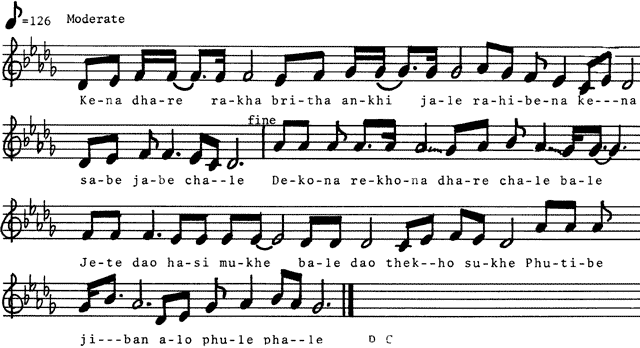 ♪=126 Moderate
Ke-na dha-re ra-kha bri-tha an-khi ja-le ra-hi-be-na ke---na
fine
sa-be ja-be cha--le De-ko-na re-kho-na dha-re cha-le ba-le
Je-te dao ha-si mu-khe ba-le dao thek--ho su-khe Phu-ti-be
ji---ban a-lo phu-le pha--le D C